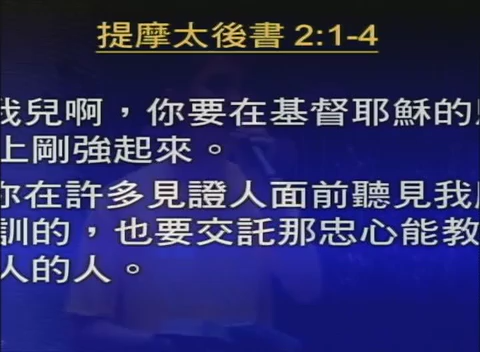 提摩太後書 2:1-4
我兒啊，你要在基督耶穌的
上剛強起來。
你在許多見證人面前聽見我
訓的，也要交託那忠心能教
人的人。